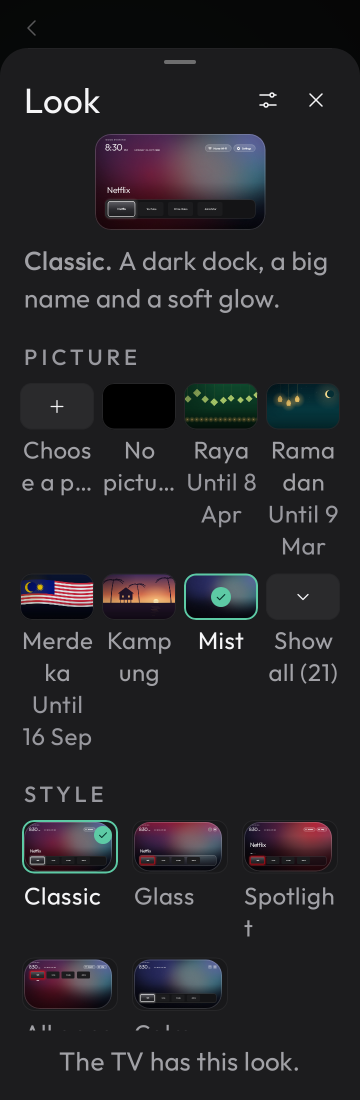 Look
8:30
Netflix
Classic. A dark dock, a big
name and a soft glow.
PICTURE
Choos
e a p...
No
pictu...
Raya
Until 8
Apr
Rama
dan
Until 9
Mar
Merde
ka
Until
16 Sep
Kamp
ung
Mist
Show
all (21)
STYLE
Classic
Glass
Spotligh
t
The TV has this look.